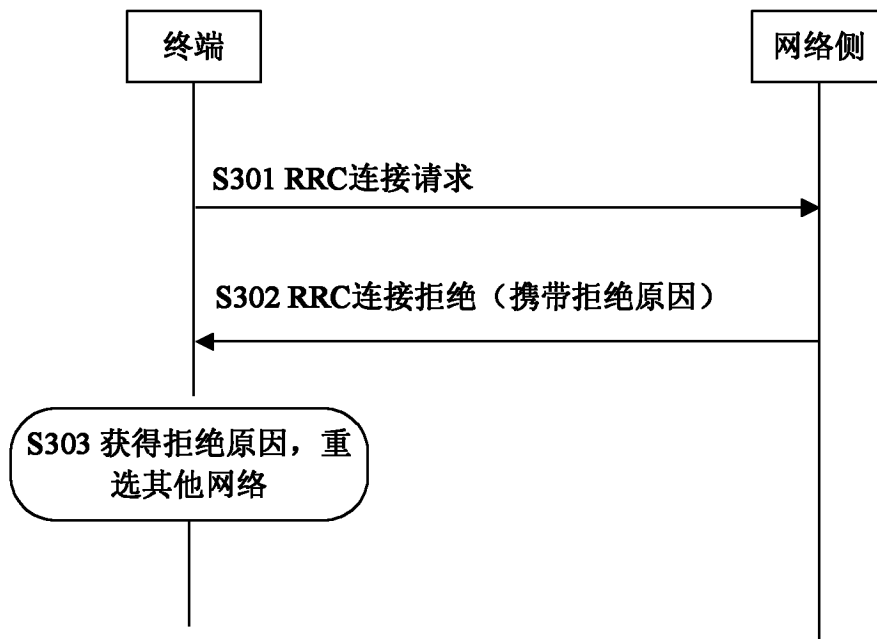 终端
网络侧
S301 RRC连接请求
S302 RRC连接拒绝（携带拒绝原因）
S303 获得拒绝原因，重
选其他网络